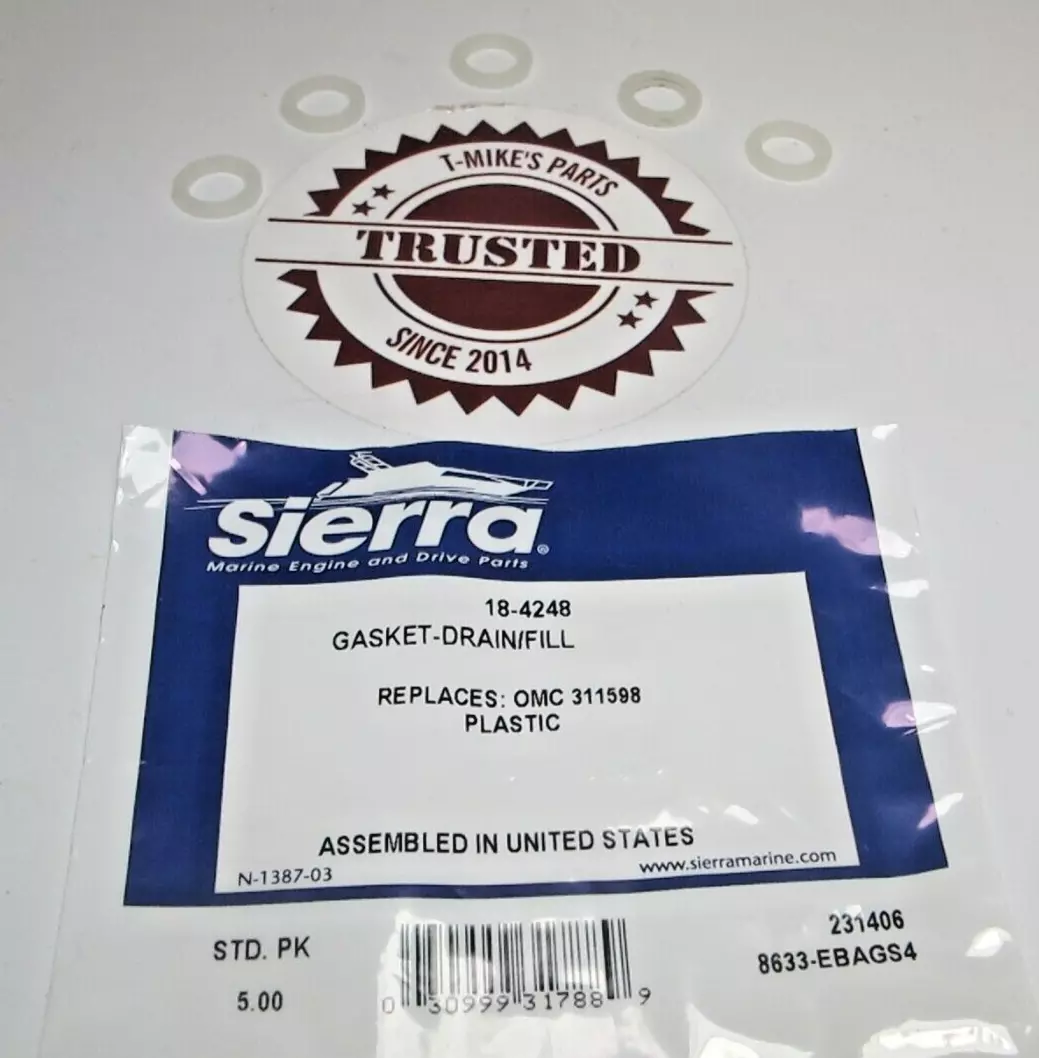 T-MIKE'S PARTS
TRUSTED
SINCE 2014
Sierra®
Marine Engine and Drive Parts
18-4248
GASKET-DRAIN/FILL
REPLACES: OMC 311598
PLASTIC
ASSEMBLED IN UNITED STATES
N-1387-03
www.sierramarine.com
STD. PK
5.00
0 30999 31788 9
231406
8633-EBAGS4